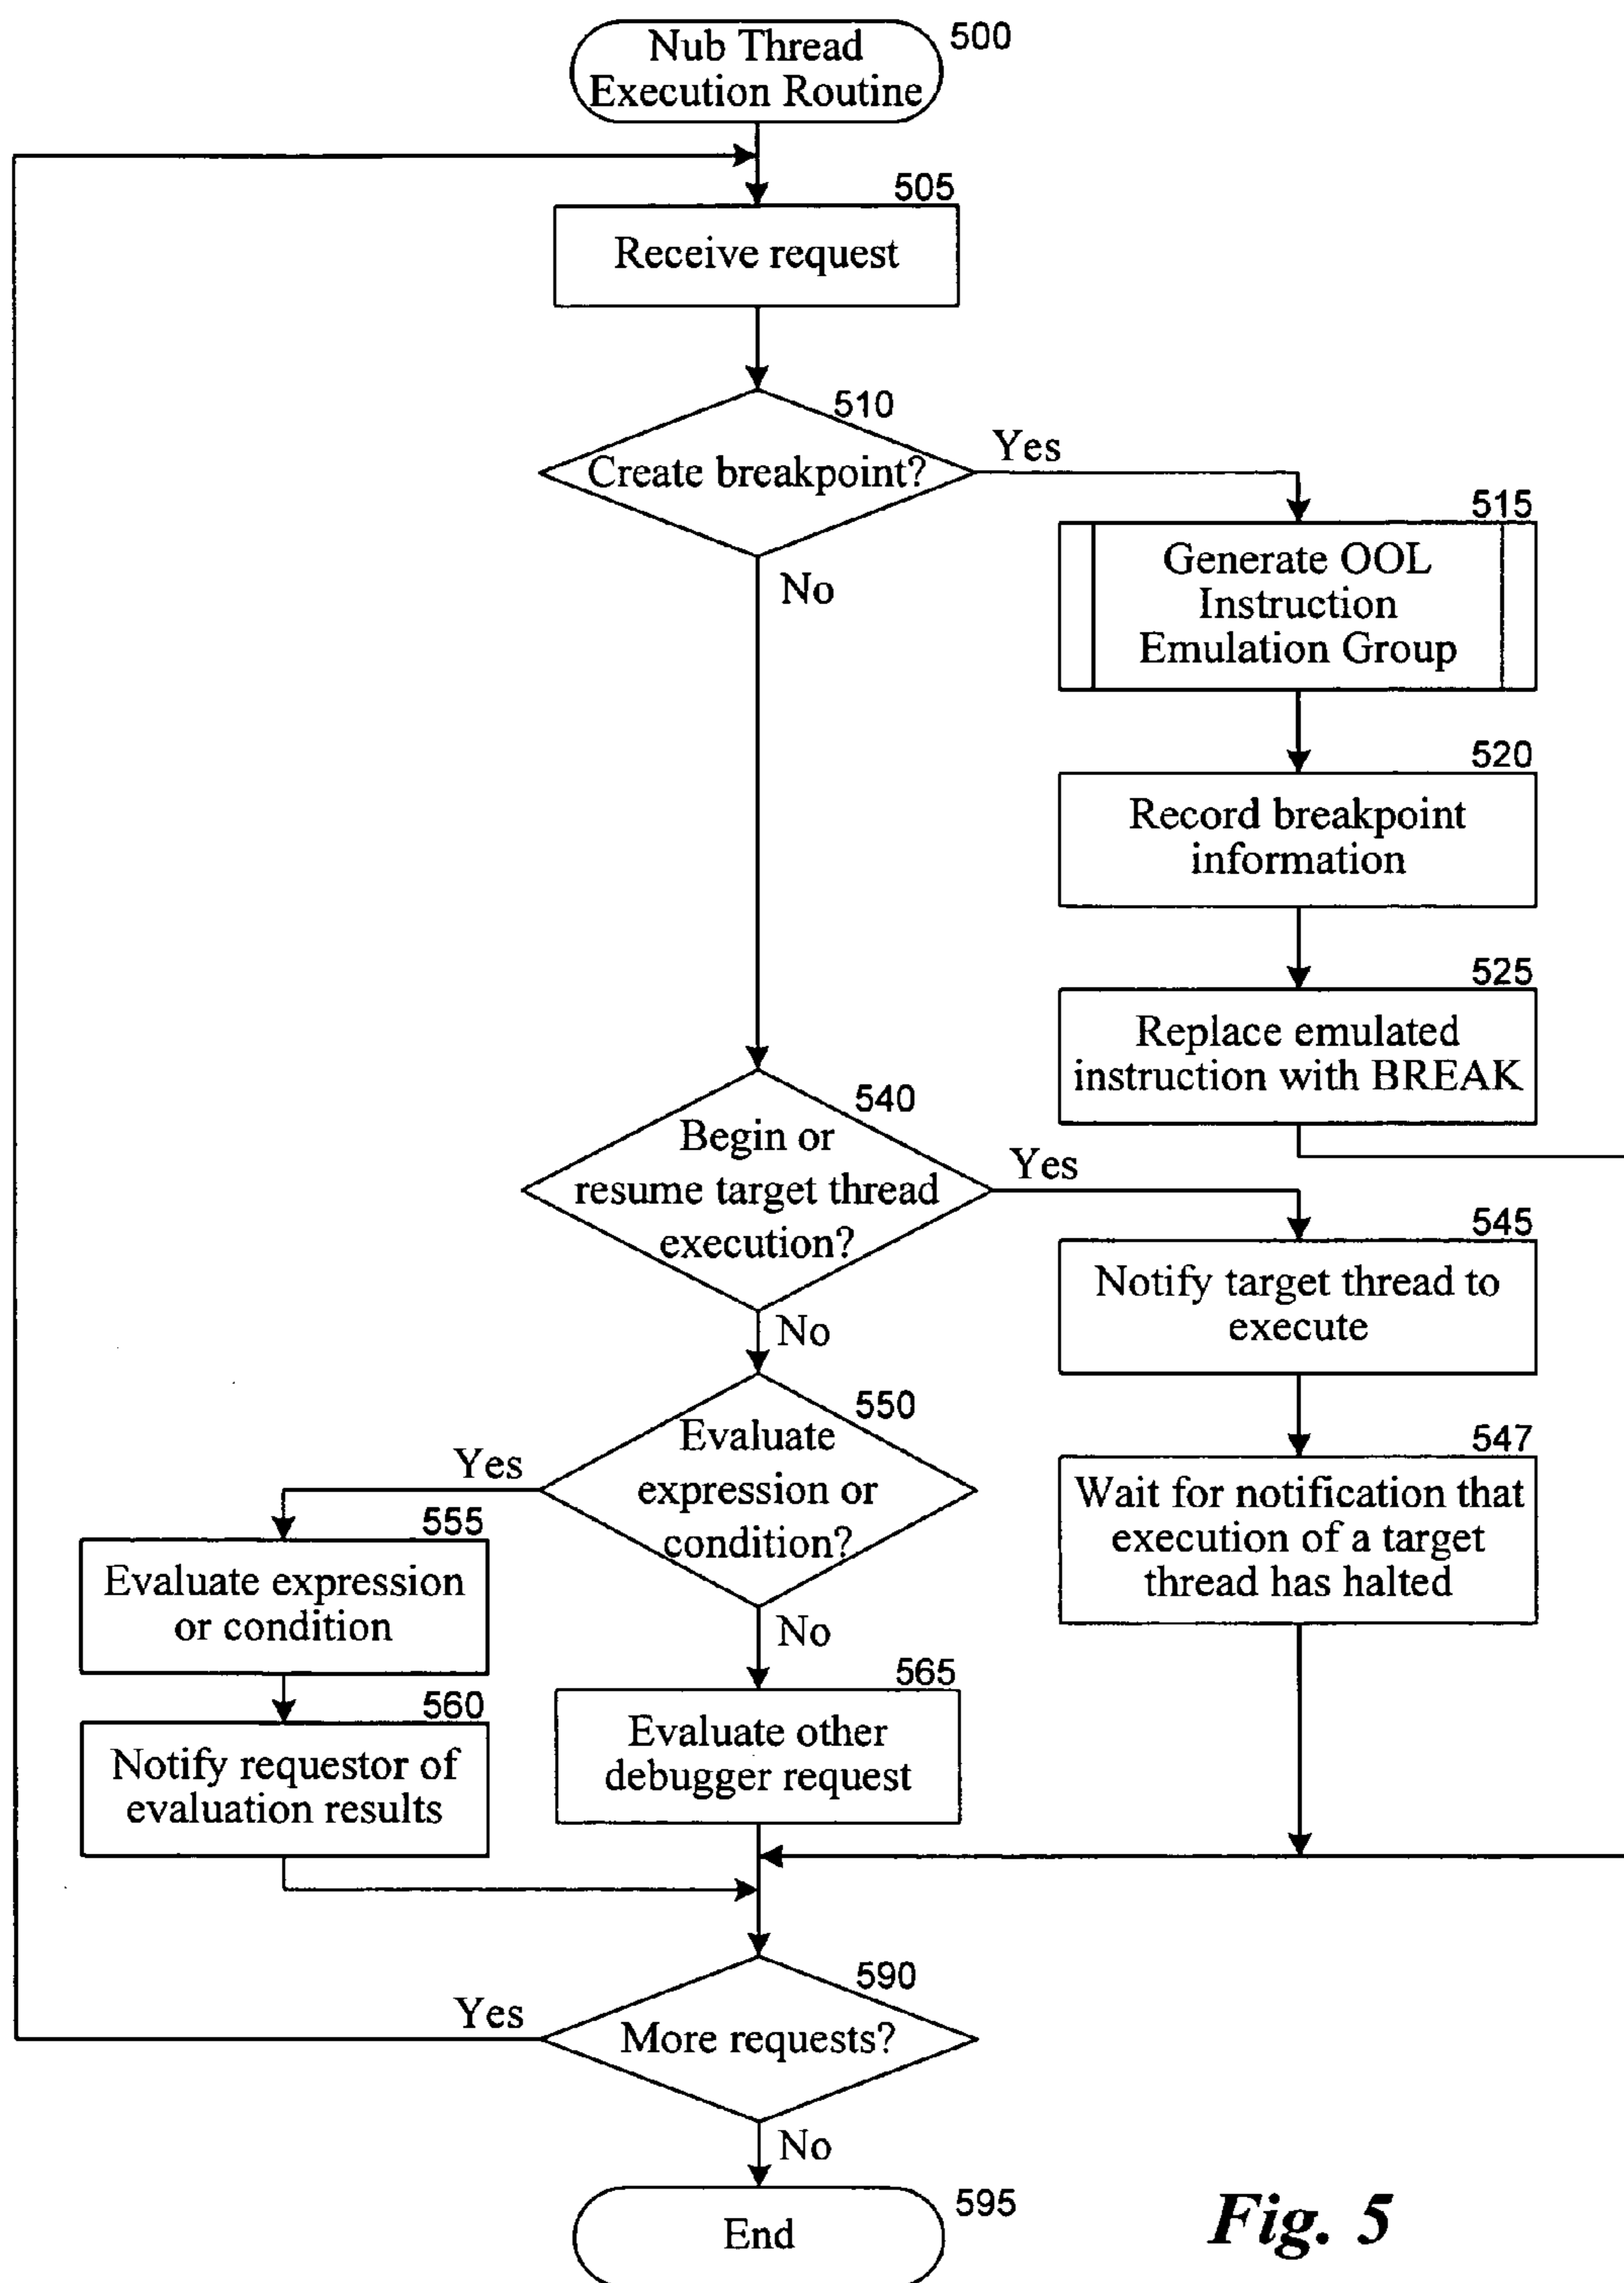 Nub Thread
Execution Routine
500
505
Receive request
510
Create breakpoint?
Yes
No
515
Generate OOL
Instruction
Emulation Group
520
Record breakpoint
information
525
Replace emulated
instruction with BREAK
540
Begin or
resume target thread
execution?
Yes
No
545
Notify target thread to
execute
547
Wait for notification that
execution of a target
thread has halted
550
Evaluate
expression or
condition?
Yes
No
555
Evaluate expression
or condition
560
Notify requestor of
evaluation results
565
Evaluate other
debugger request
590
More requests?
Yes
No
595
End
Fig. 5